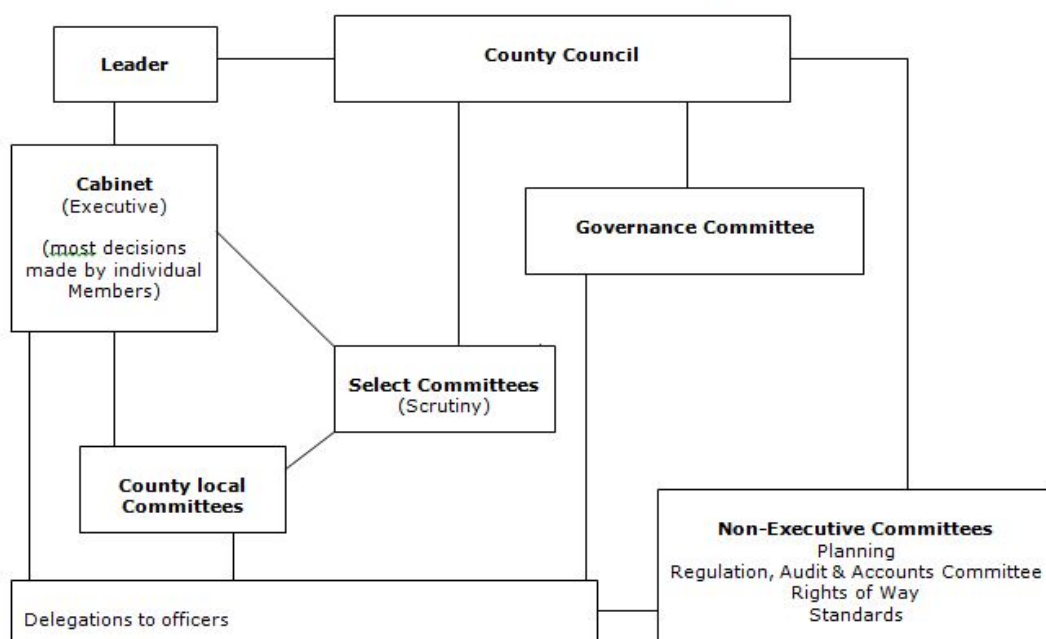 Leader
County Council
Cabinet
(Executive)
(most decisions
made by individual
Members)
Governance Committee
Select Committees
(Scrutiny)
County local
Committees
Non-Executive Committees
Planning
Regulation, Audit & Accounts Committee
Rights of Way
Standards
Delegations to officers